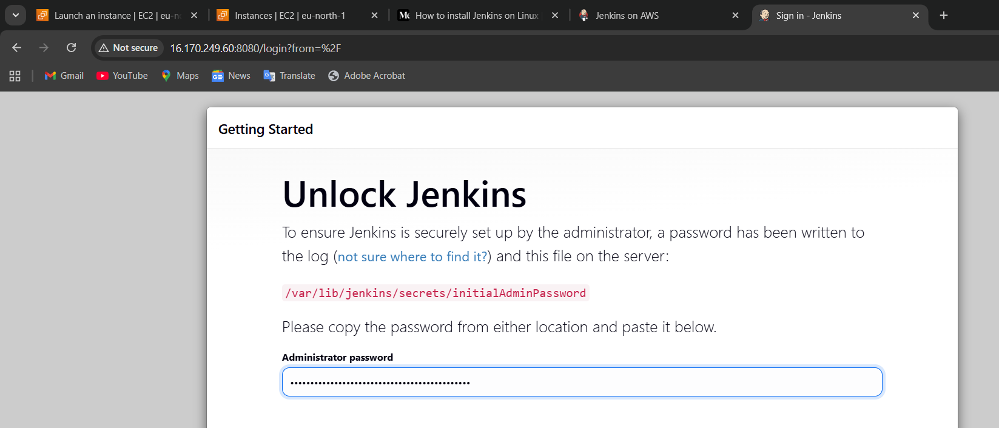 Launch an instance | EC2 | eu-n
Instances | EC2 | eu-north-1
How to install Jenkins on Linux
Jenkins on AWS
Sign in - Jenkins
Not secure
16.170.249.60:8080/login?from=%2F
Gmail
YouTube
Maps
News
Translate
Adobe Acrobat
Getting Started
Unlock Jenkins
To ensure Jenkins is securely set up by the administrator, a password has been written to
the log (not sure where to find it?) and this file on the server:
/var/lib/jenkins/secrets/initialAdminPassword
Please copy the password from either location and paste it below.
Administrator password